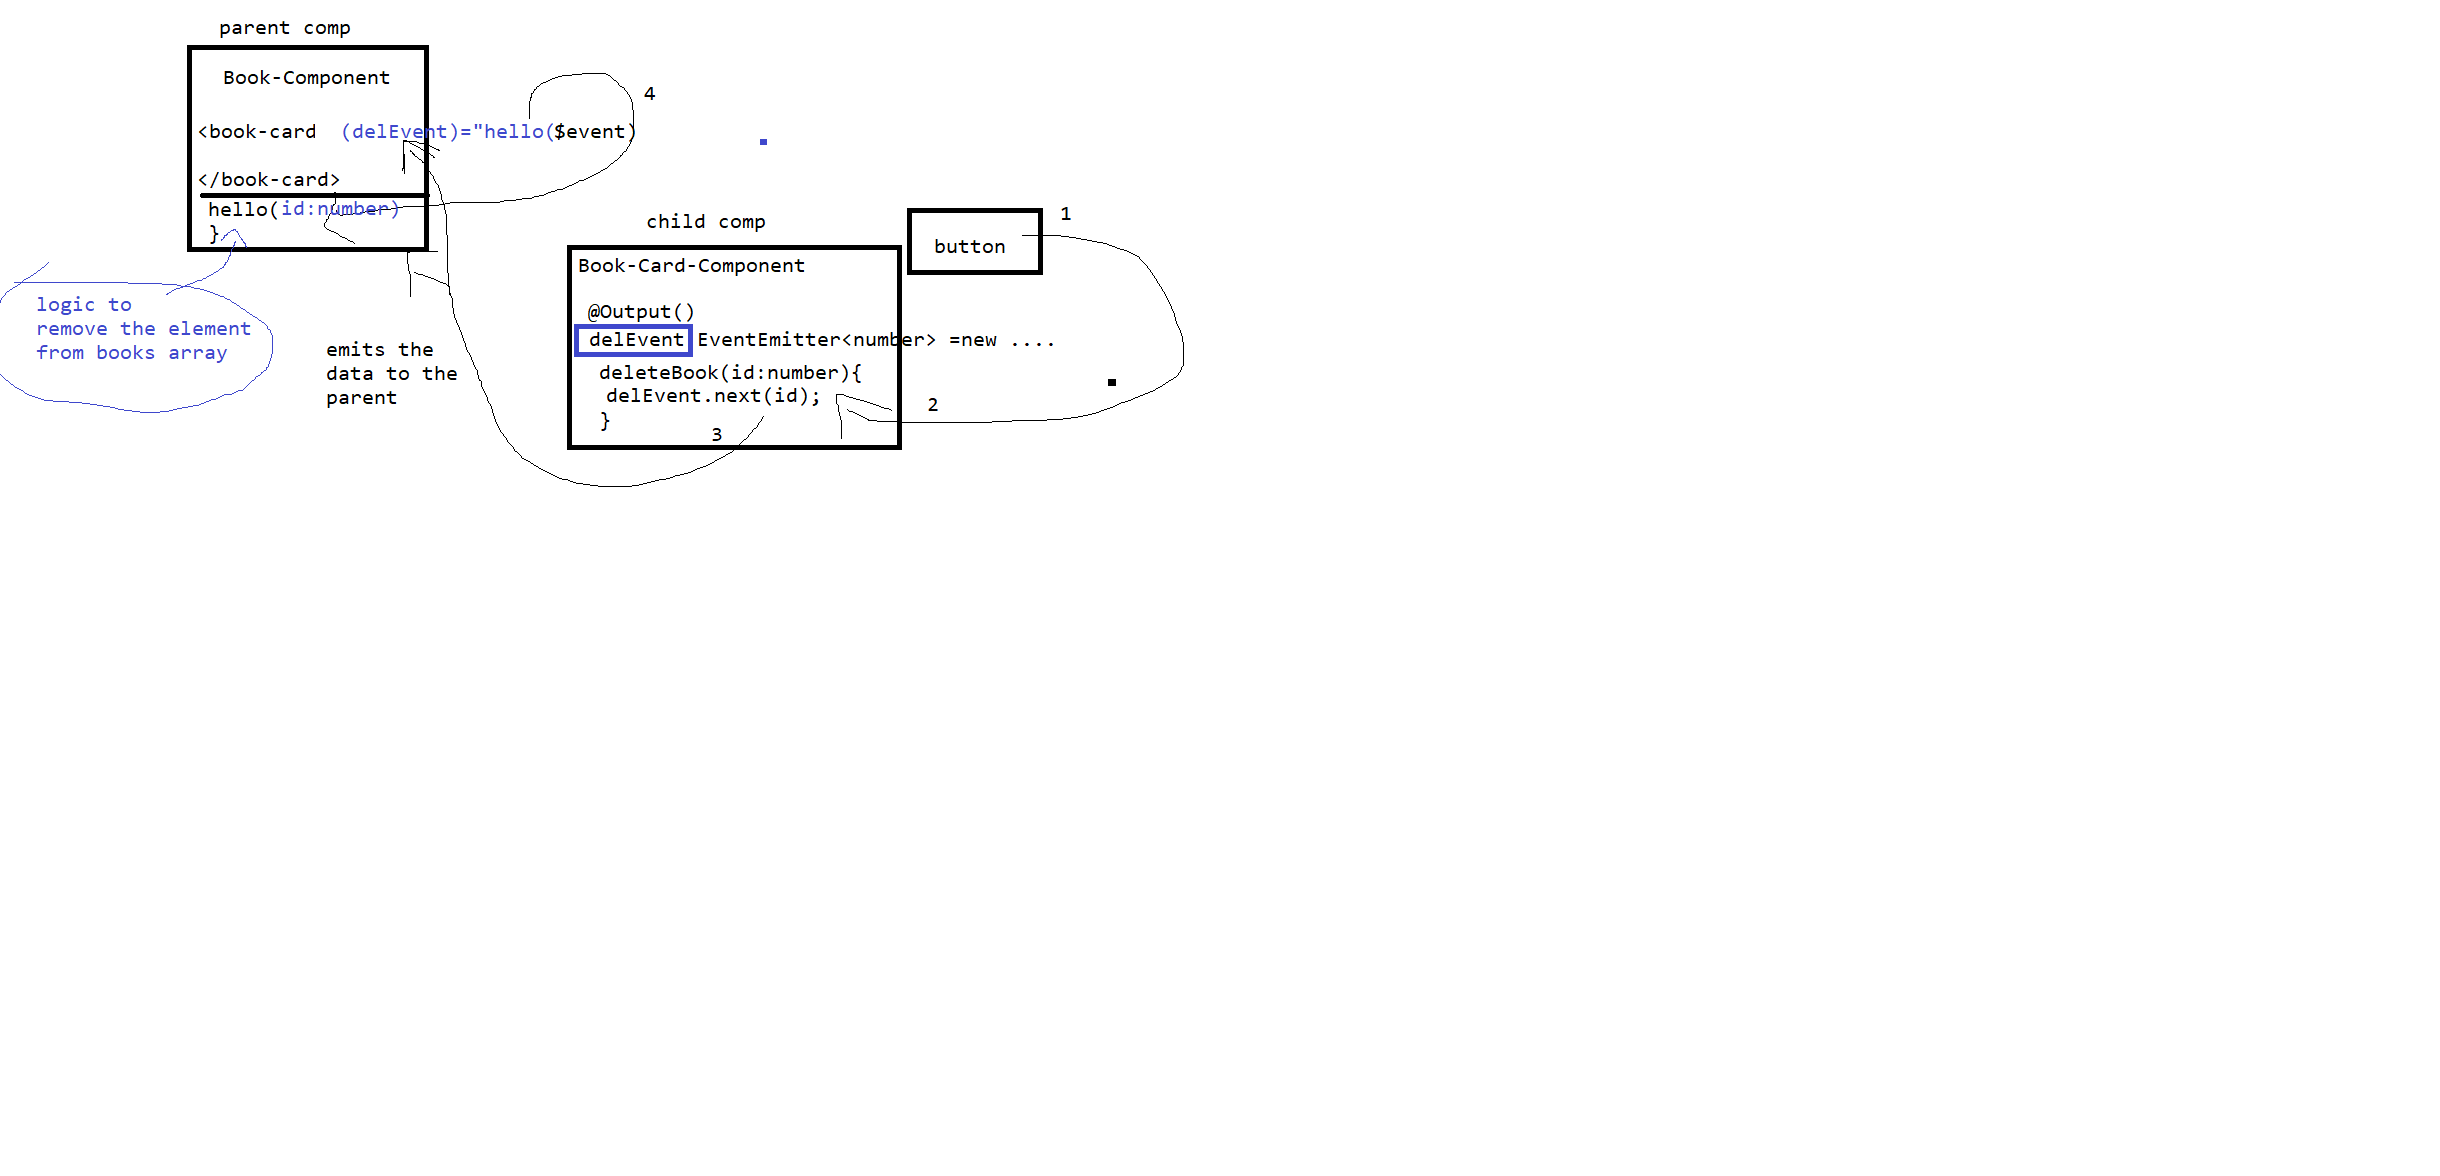 parent comp
Book-Component
4
<book-card (delEvent)="hello($event)
</book-card>
hello(id:number)
}
logic to
remove the element
from books array
emits the
data to the
parent
child comp
button
1
Book-Card-Component
@Output()
delEvent EventEmitter<number> =new ....
deleteBook(id:number){
delEvent.next(id);
}
2
3